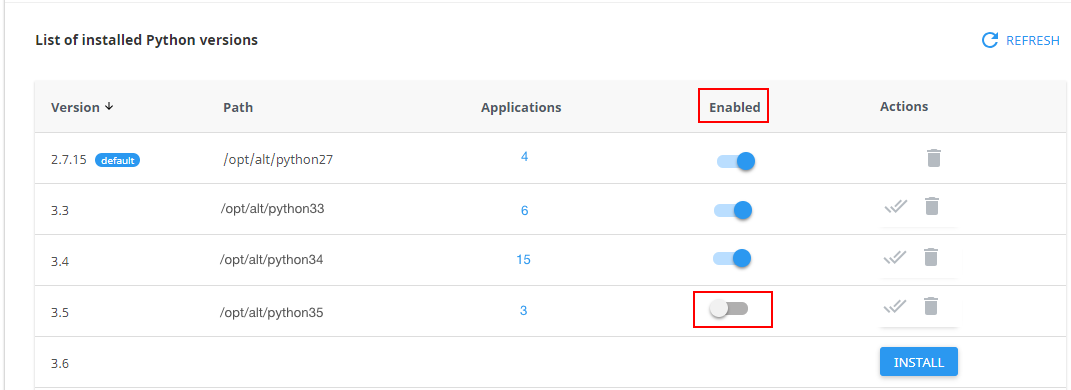 List of installed Python versions
REFRESH
Version Path Applications Enabled Actions
2.7.15 default /opt/alt/python27 4
3.3 /opt/alt/python33 6
3.4 /opt/alt/python34 15
3.5 /opt/alt/python35 3
3.6 INSTALL